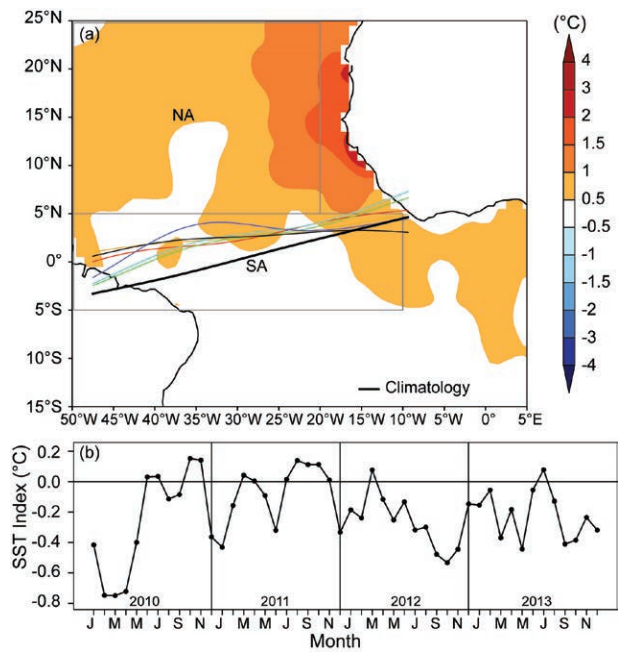 (a)
(°C)
25°N
20°N
15°N
10°N
5°N
0°
5°S
10°S
15°S
NA
SA
Climatology
50°W 45°W 40°W 35°W 30°W 25°W 20°W 15°W 10°W 5°W 0° 5°E
4
3
2
1.5
1
0.5
-0.5
-1
-1.5
-2
-3
-4
(b)
SST Index (°C)
0.2
0.0
-0.2
-0.4
-0.6
-0.8
2010 2011 2012 2013
J M M J S N J M M J S N J M M J S N J M M J S N
Month